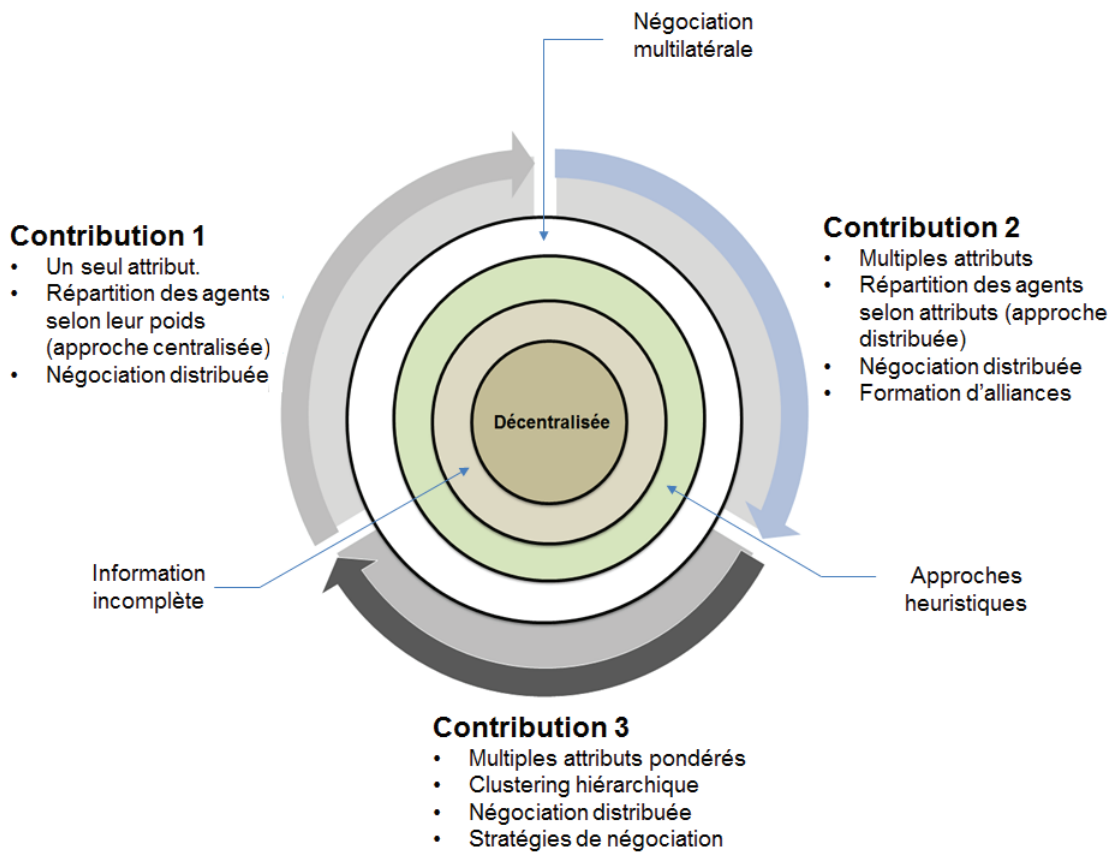 Négociation
multilatérale
Contribution 1
• Un seul attribut.
• Répartition des agents
selon leur poids
(approche centralisée)
• Négociation distribuée
Contribution 2
• Multiples attributs
• Répartition des agents
selon attributs (approche
distribuée)
• Négociation distribuée
• Formation d'alliances
Décentralisée
Information
incomplète
Approches
heuristiques
Contribution 3
• Multiples attributs pondérés
• Clustering hiérarchique
• Négociation distribuée
• Stratégies de négociation